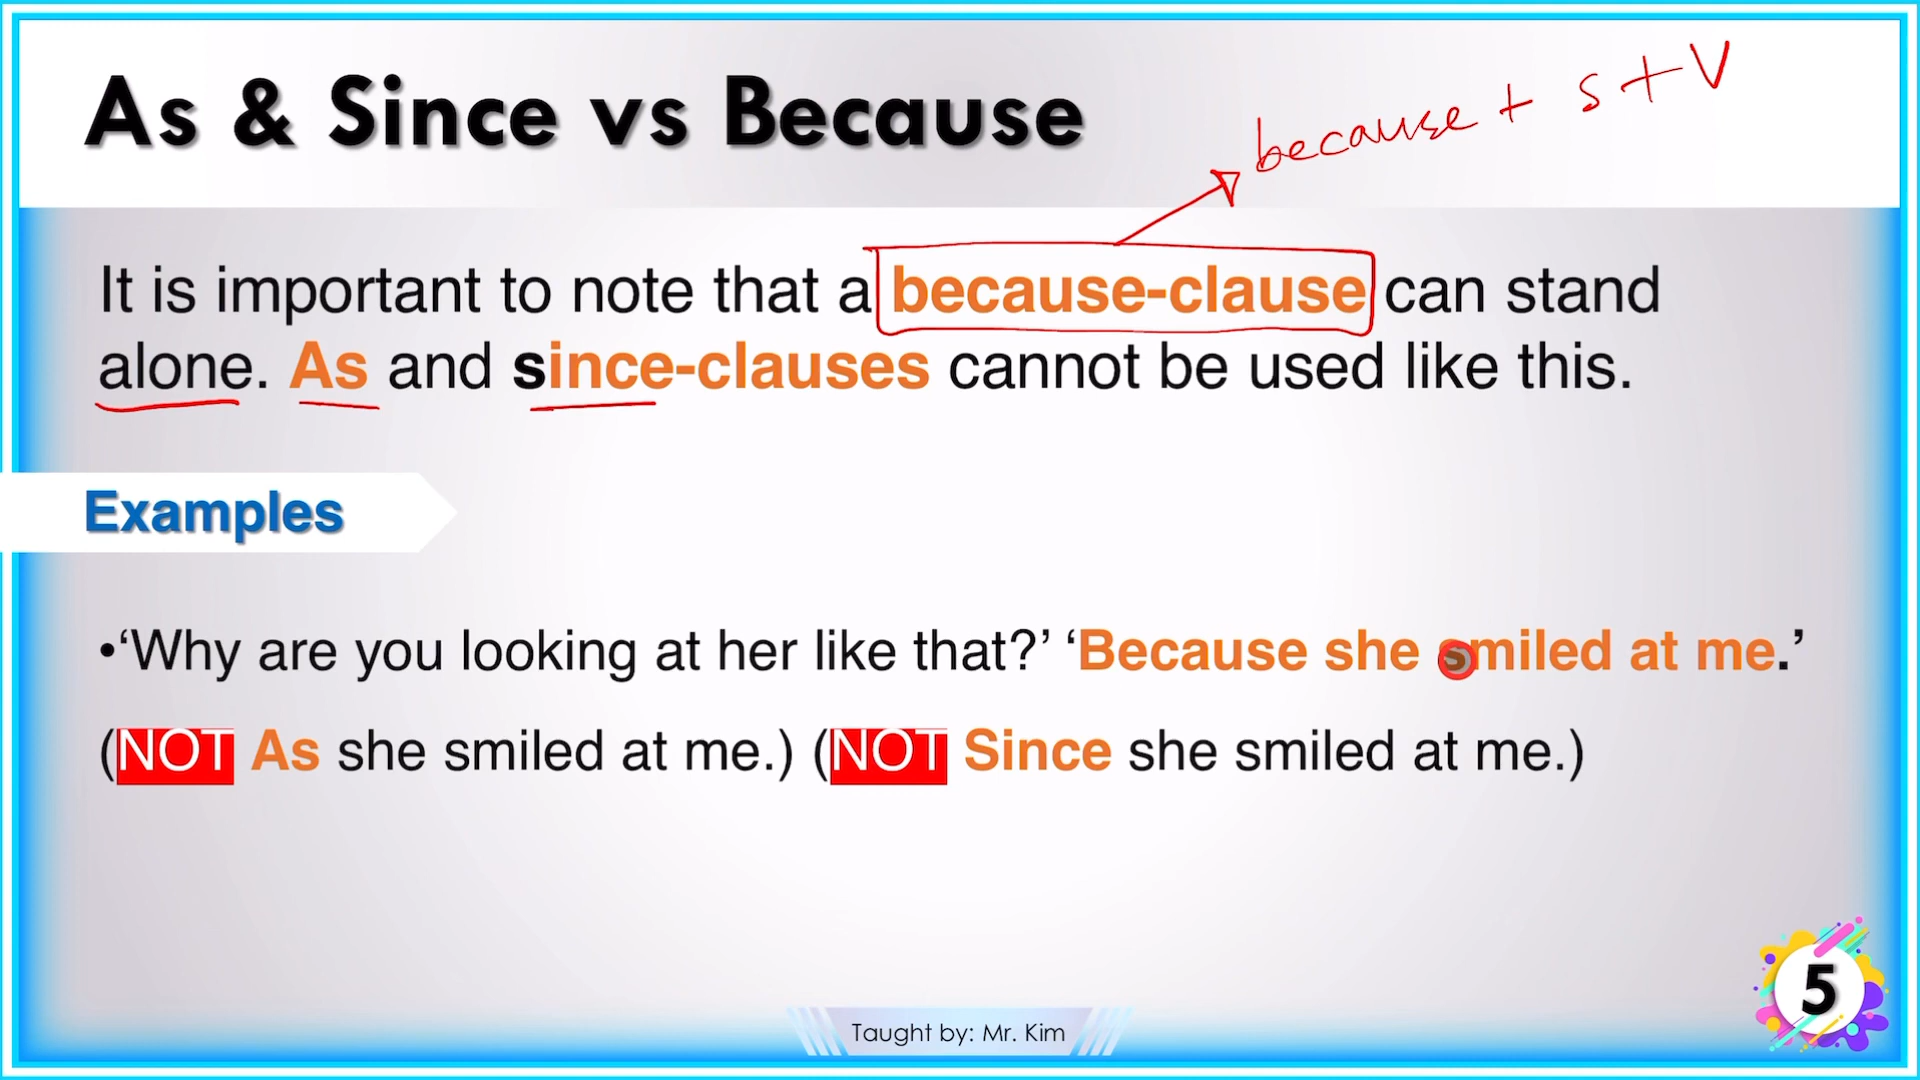 As & Since vs Because
because + s + V
It is important to note that a because-clause can stand
alone. As and since-clauses cannot be used like this.
Examples
•‘Why are you looking at her like that?’ ‘Because she smiled at me.’
(NOT As she smiled at me.) (NOT Since she smiled at me.)
5
Taught by: Mr. Kim